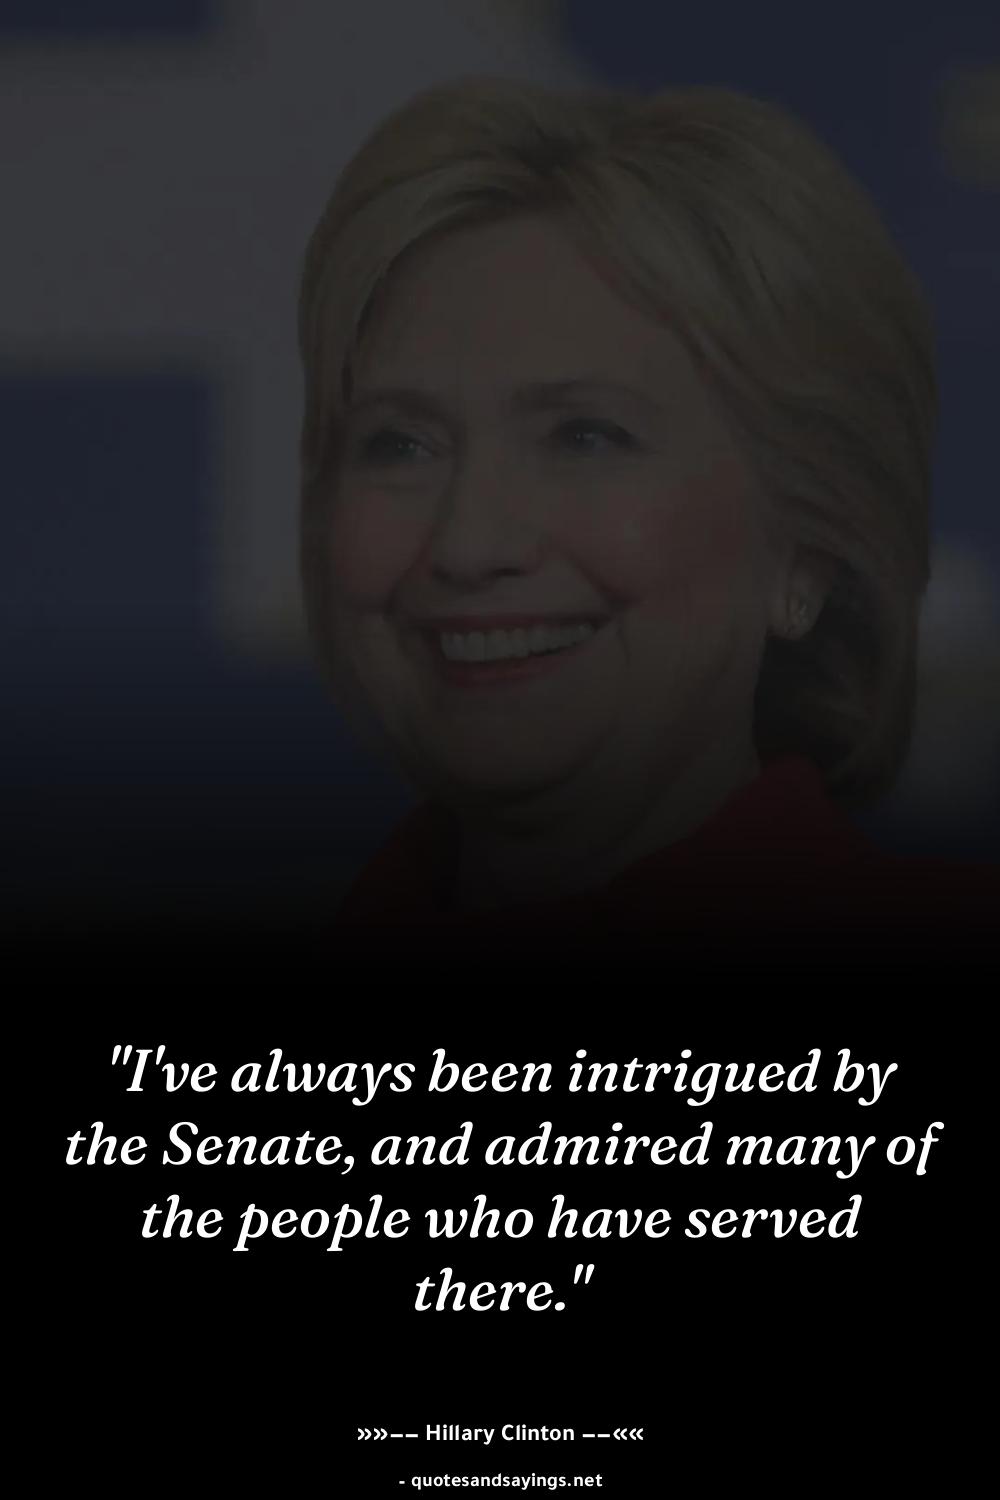 "I've always been intrigued by
the Senate, and admired many of
the people who have served
there."
»»–– Hillary Clinton ––««
- quotesandsayings.net